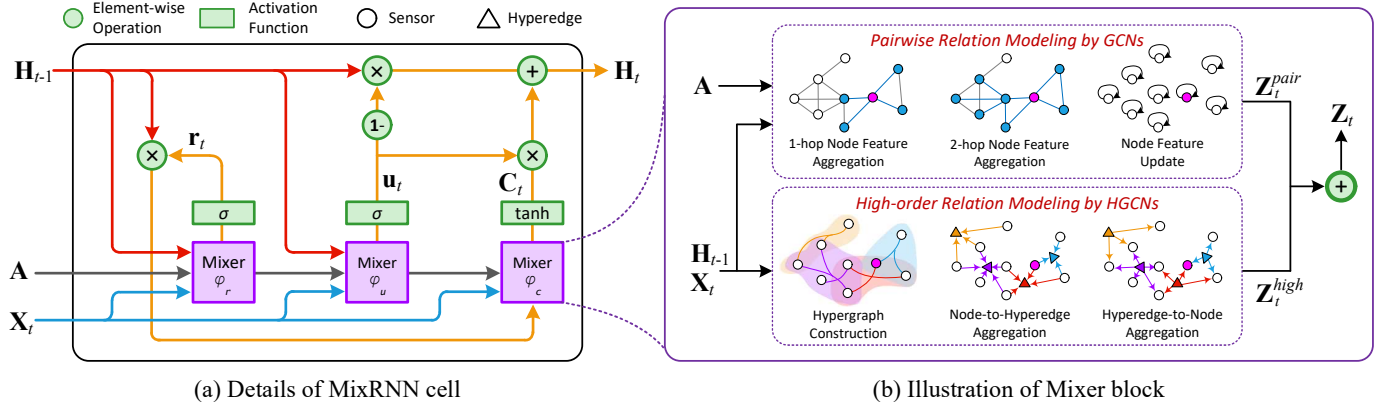 Element-wise Operation
Activation Function
Sensor
Hyperedge
H_{t-1}
H_t
×
+
1-
r_t
×
u_t
×
C_t
σ
σ
tanh
A
Mixer φ_r
Mixer φ_u
Mixer φ_c
X_t
(a) Details of MixRNN cell
Pairwise Relation Modeling by GCNs
A
1-hop Node Feature Aggregation
2-hop Node Feature Aggregation
Node Feature Update
Z_t^{pair}
Z_t
+
High-order Relation Modeling by HGCNs
H_{t-1}
X_t
Hypergraph Construction
Node-to-Hyperedge Aggregation
Hyperedge-to-Node Aggregation
Z_t^{high}
(b) Illustration of Mixer block